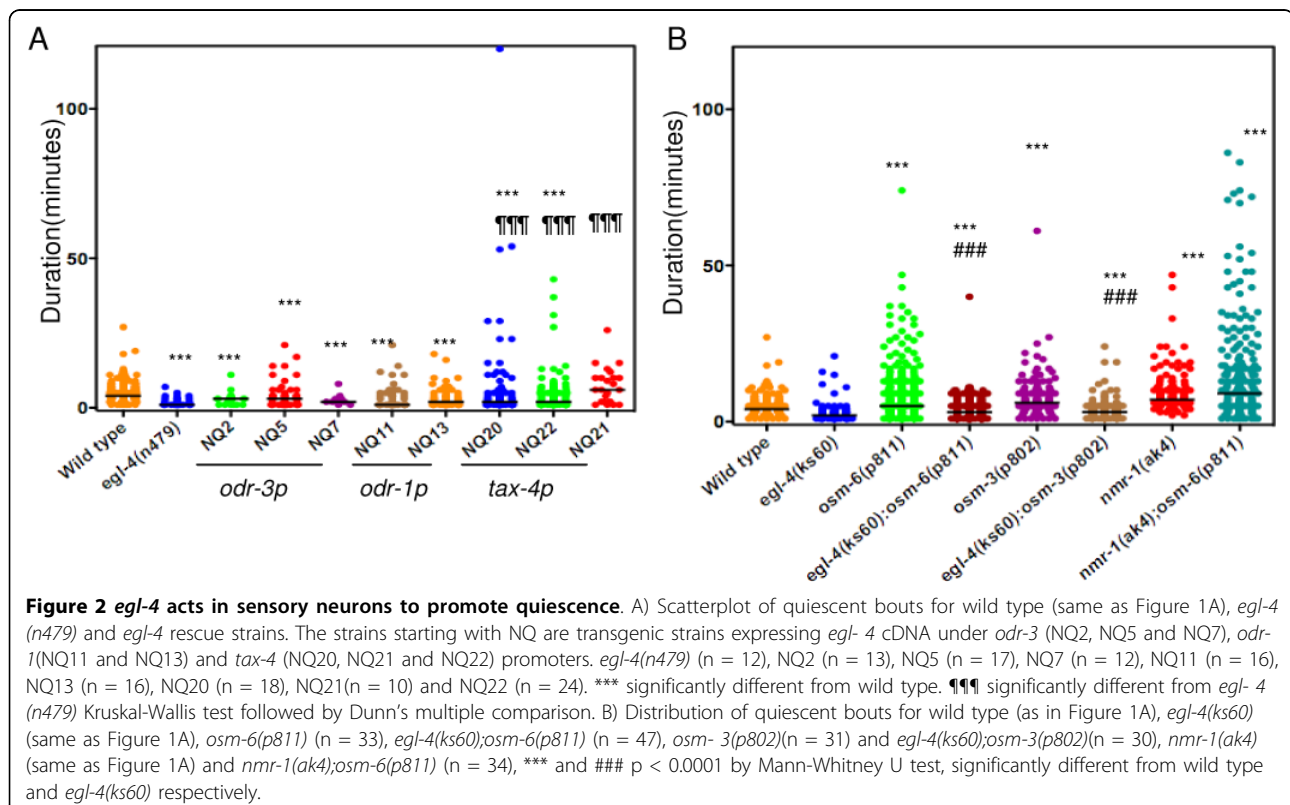 A
B
Duration(minutes)
100
50
0
***
***
***
***
***
***
***
***
¶¶¶
¶¶¶
¶¶¶
Wild type
egl-4(n479)
NQ2
NQ5
NQ7
NQ11
NQ13
NQ20
NQ22
NQ21
odr-3p
odr-1p
tax-4p
Duration(minutes)
100
50
0
***
***
###
***
***
###
***
***
Wild type
egl-4(ks60)
osm-6(p811)
egl-4(ks60):osm-6(p811)
osm-3(p802)
egl-4(ks60):osm-3(p802)
nmr-1(ak4)
nmr-1(ak4);osm-6(p811)
Figure 2 egl-4 acts in sensory neurons to promote quiescence. A) Scatterplot of quiescent bouts for wild type (same as Figure 1A), egl-4
(n479) and egl-4 rescue strains. The strains starting with NQ are transgenic strains expressing egl- 4 cDNA under odr-3 (NQ2, NQ5 and NQ7), odr-
1(NQ11 and NQ13) and tax-4 (NQ20, NQ21 and NQ22) promoters. egl-4(n479) (n = 12), NQ2 (n = 13), NQ5 (n = 17), NQ7 (n = 12), NQ11 (n = 16),
NQ13 (n = 16), NQ20 (n = 18), NQ21(n = 10) and NQ22 (n = 24). *** significantly different from wild type. ¶¶¶ significantly different from egl- 4
(n479) Kruskal-Wallis test followed by Dunn's multiple comparison. B) Distribution of quiescent bouts for wild type (as in Figure 1A), egl-4(ks60)
(same as Figure 1A), osm-6(p811) (n = 33), egl-4(ks60);osm-6(p811) (n = 47), osm- 3(p802)(n = 31) and egl-4(ks60);osm-3(p802)(n = 30), nmr-1(ak4)
(same as Figure 1A) and nmr-1(ak4);osm-6(p811) (n = 34), *** and ### p < 0.0001 by Mann-Whitney U test, significantly different from wild type
and egl-4(ks60) respectively.